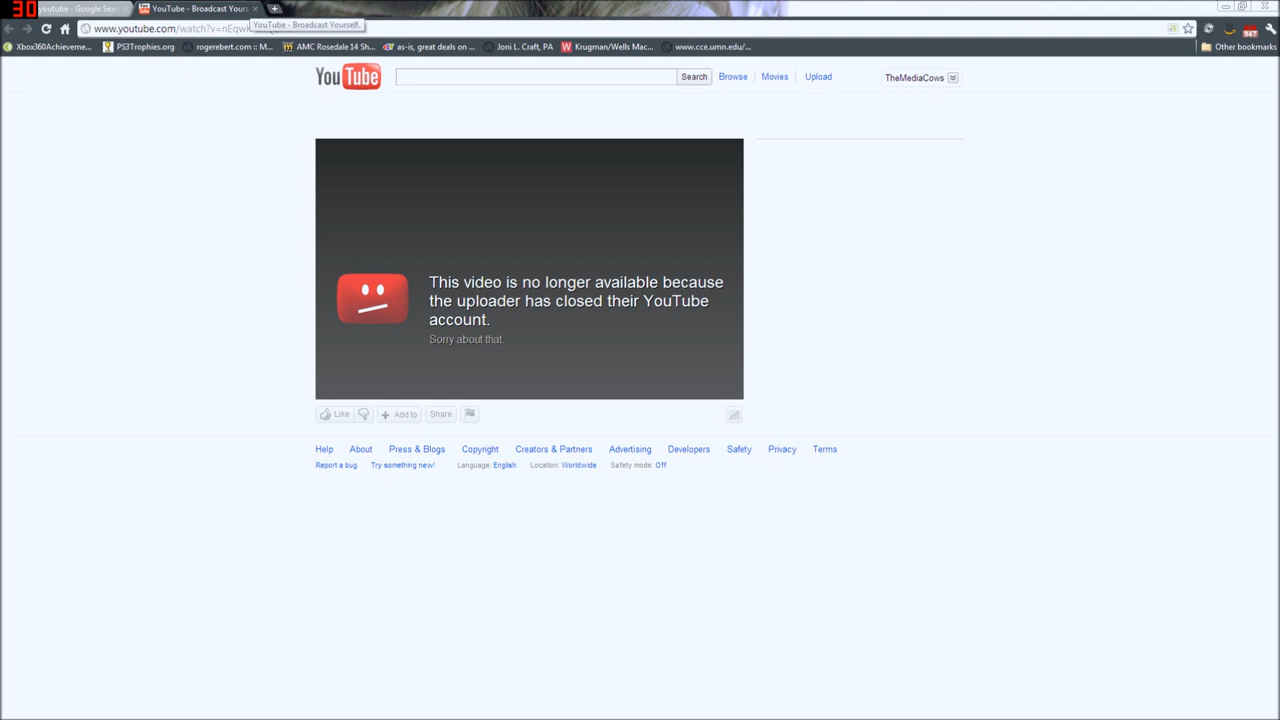 30
youtube - Google Sear
YouTube - Broadcast Yours
YouTube - Broadcast Yourself.
www.youtube.com/watch?v=nEqwi
Xbox360Achieveme...
PS3Trophies.org
rogerebert.com :: M...
AMC Rosedale 14 Sh...
as-is, great deals on ...
Joni L. Craft, PA
Krugman/Wells Mac...
www.cce.umn.edu/...
Other bookmarks
947
YouTube
Search
Browse
Movies
Upload
TheMediaCows
This video is no longer available because
the uploader has closed their YouTube
account.
Sorry about that.
Like
Add to
Share
Help About Press & Blogs Copyright Creators & Partners Advertising Developers Safety Privacy Terms
Report a bug Try something new! Language: English Location: Worldwide Safety mode: Off